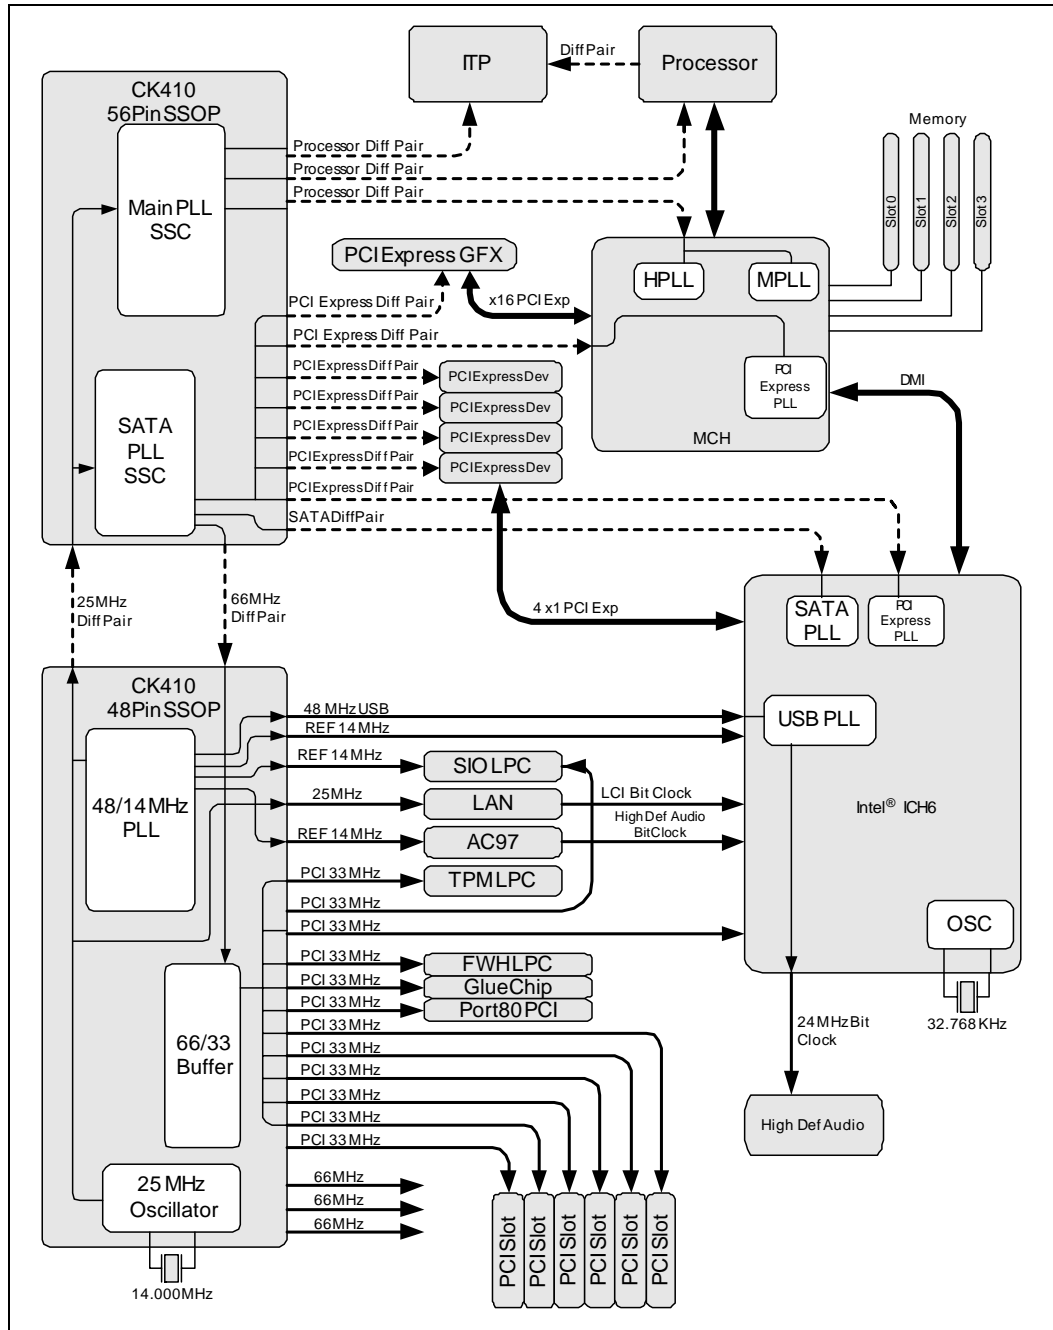 ITP
Diff Pair
Processor
CK410
56Pin SSOP
Main PLL
SSC
Processor Diff Pair
Processor Diff Pair
Processor Diff Pair
Memory
Slot 0
Slot 1
Slot 2
Slot 3
PCI Express GFX
x16 PCI Exp
HPLL
MPLL
PCI Express Diff Pair
PCI Express Diff Pair
PCI Express Diff Pair
PCI Express Diff Pair
PCI Express Diff Pair
PCI Express Diff Pair
PCI Express Diff Pair
SATA Diff Pair
PCI Express Dev
PCI Express Dev
PCI Express Dev
PCI Express Dev
PCI
Express
PLL
MCH
DMI
SATA
PLL
SSC
25MHz
Diff Pair
66MHz
Diff Pair
4 x1 PCI Exp
SATA
PLL
PCI
Express
PLL
CK410
48Pin SSOP
48 MHz USB
REF 14 MHz
REF 14 MHz
25MHz
REF 14 MHz
48/14 MHz
PLL
SIO LPC
LAN
AC97
TPM LPC
LCI Bit Clock
High Def Audio
Bit Clock
USB PLL
Intel® ICH6
OSC
32.768 KHz
PCI 33 MHz
PCI 33 MHz
PCI 33 MHz
PCI 33 MHz
PCI 33 MHz
PCI 33 MHz
PCI 33 MHz
PCI 33 MHz
PCI 33 MHz
PCI 33 MHz
PCI 33 MHz
PCI 33 MHz
FWH LPC
Glue Chip
Port80 PCI
66/33
Buffer
24 MHz Bit
Clock
High Def Audio
25 MHz
Oscillator
66MHz
66MHz
66MHz
14.000MHz
PCI Slot
PCI Slot
PCI Slot
PCI Slot
PCI Slot
PCI Slot